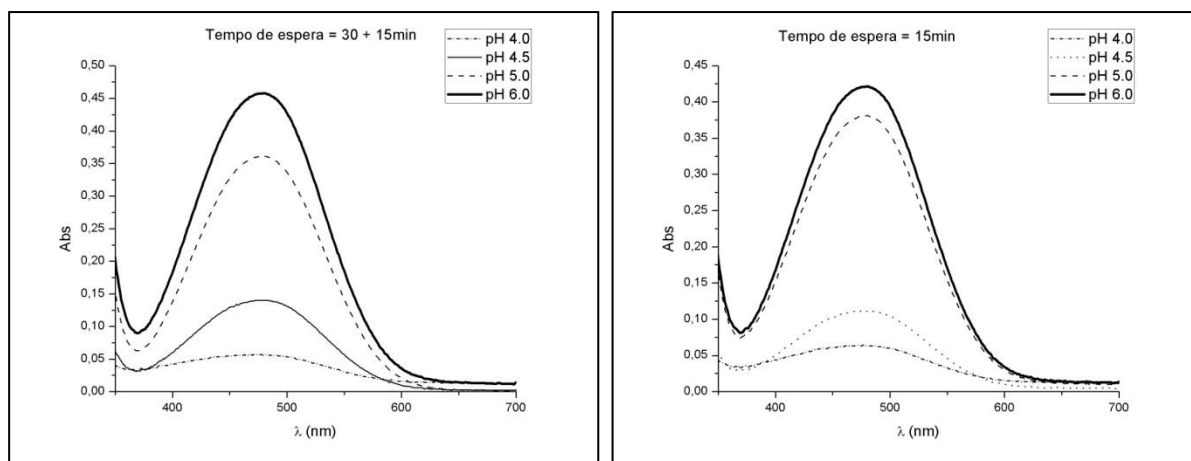 Tempo de espera = 30 + 15min
pH 4.0
pH 4.5
pH 5.0
pH 6.0
0,50
0,45
0,40
0,35
0,30
0,25
0,20
0,15
0,10
0,05
0,00
Abs
400
500
600
700
λ (nm)
Tempo de espera = 15min
pH 4.0
pH 4.5
pH 5.0
pH 6.0
0,45
0,40
0,35
0,30
0,25
0,20
0,15
0,10
0,05
0,00
Abs
400
500
600
700
λ (nm)